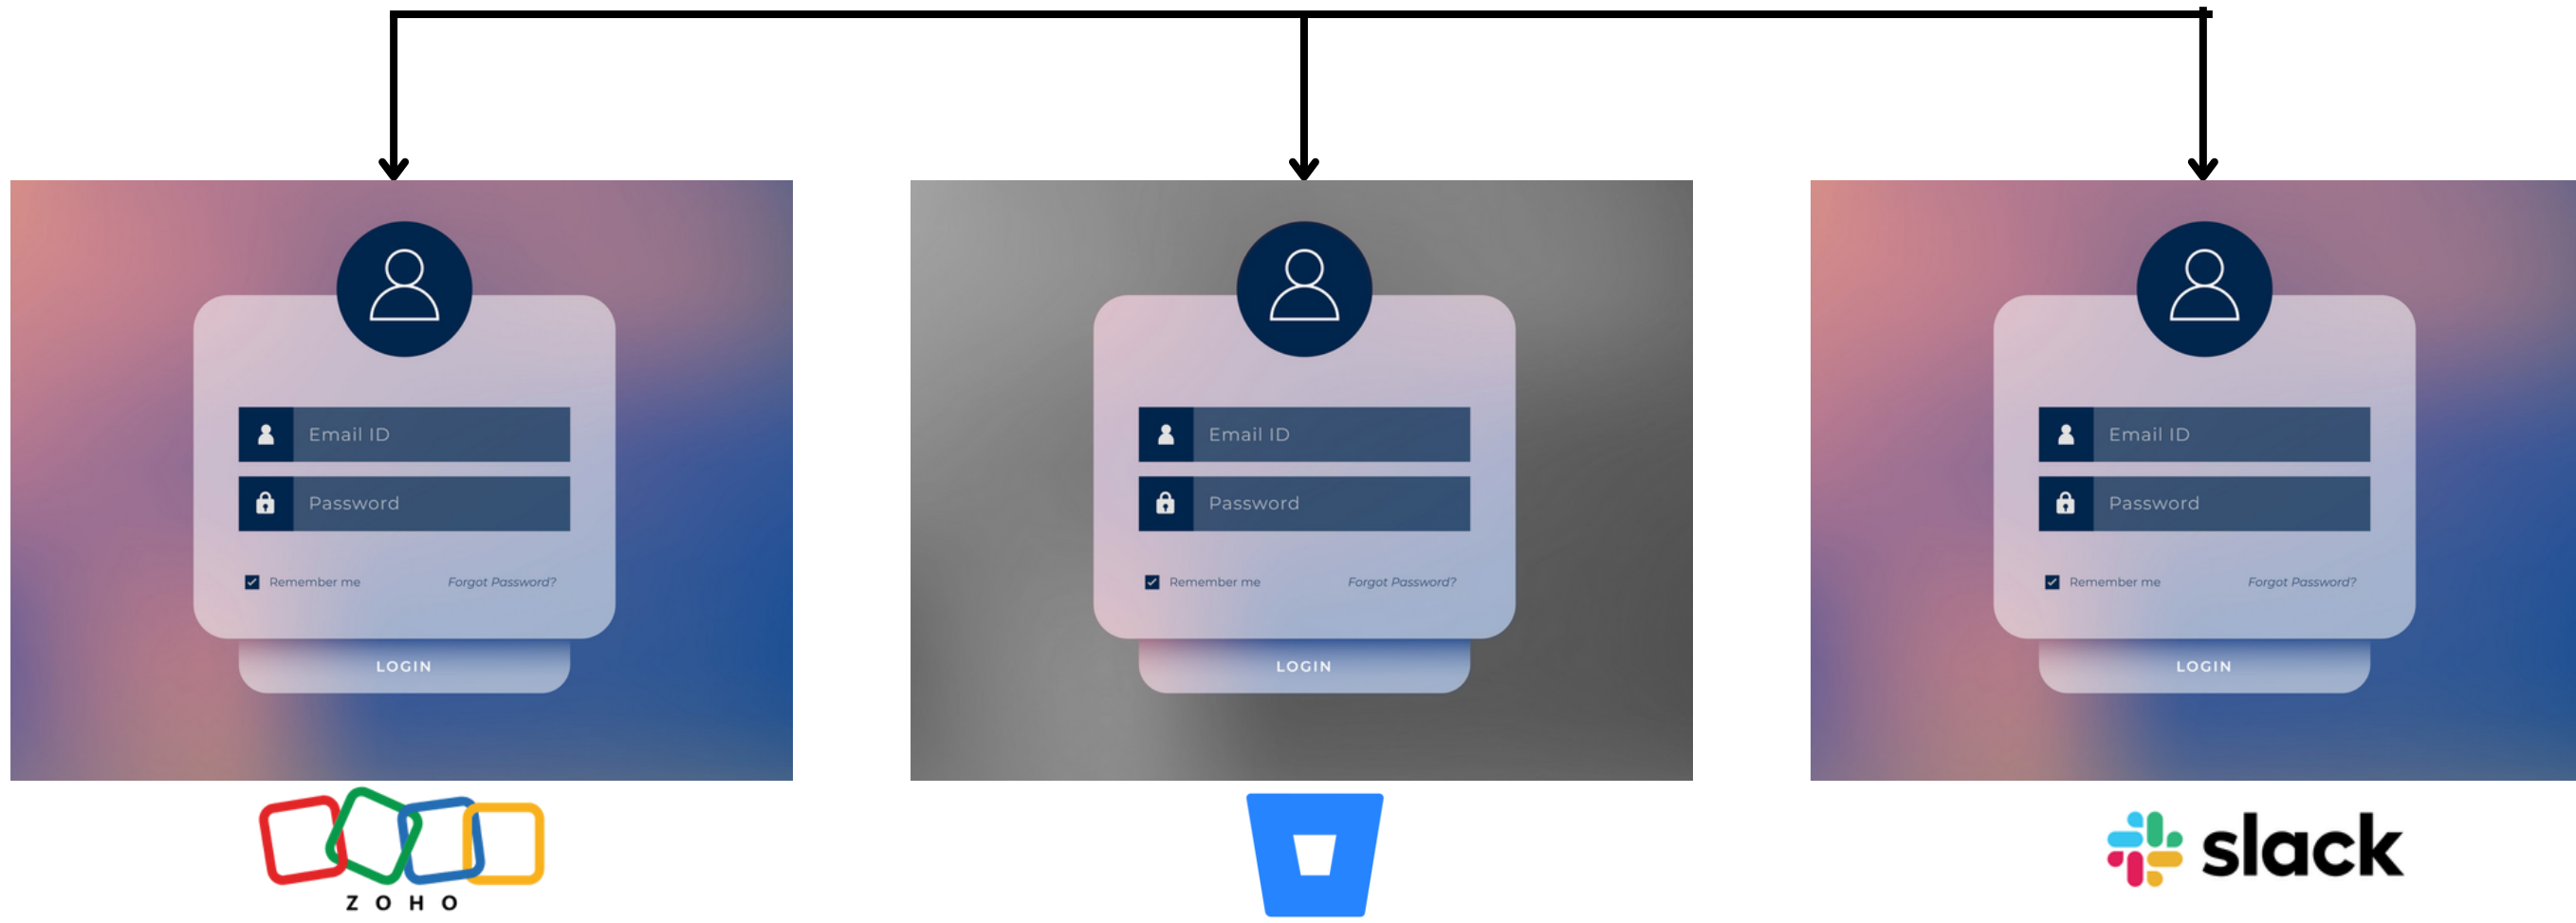 Email ID
Password
Remember me Forgot Password?
LOGIN
ZOHO
Email ID
Password
Remember me Forgot Password?
LOGIN
Email ID
Password
Remember me Forgot Password?
LOGIN
slack